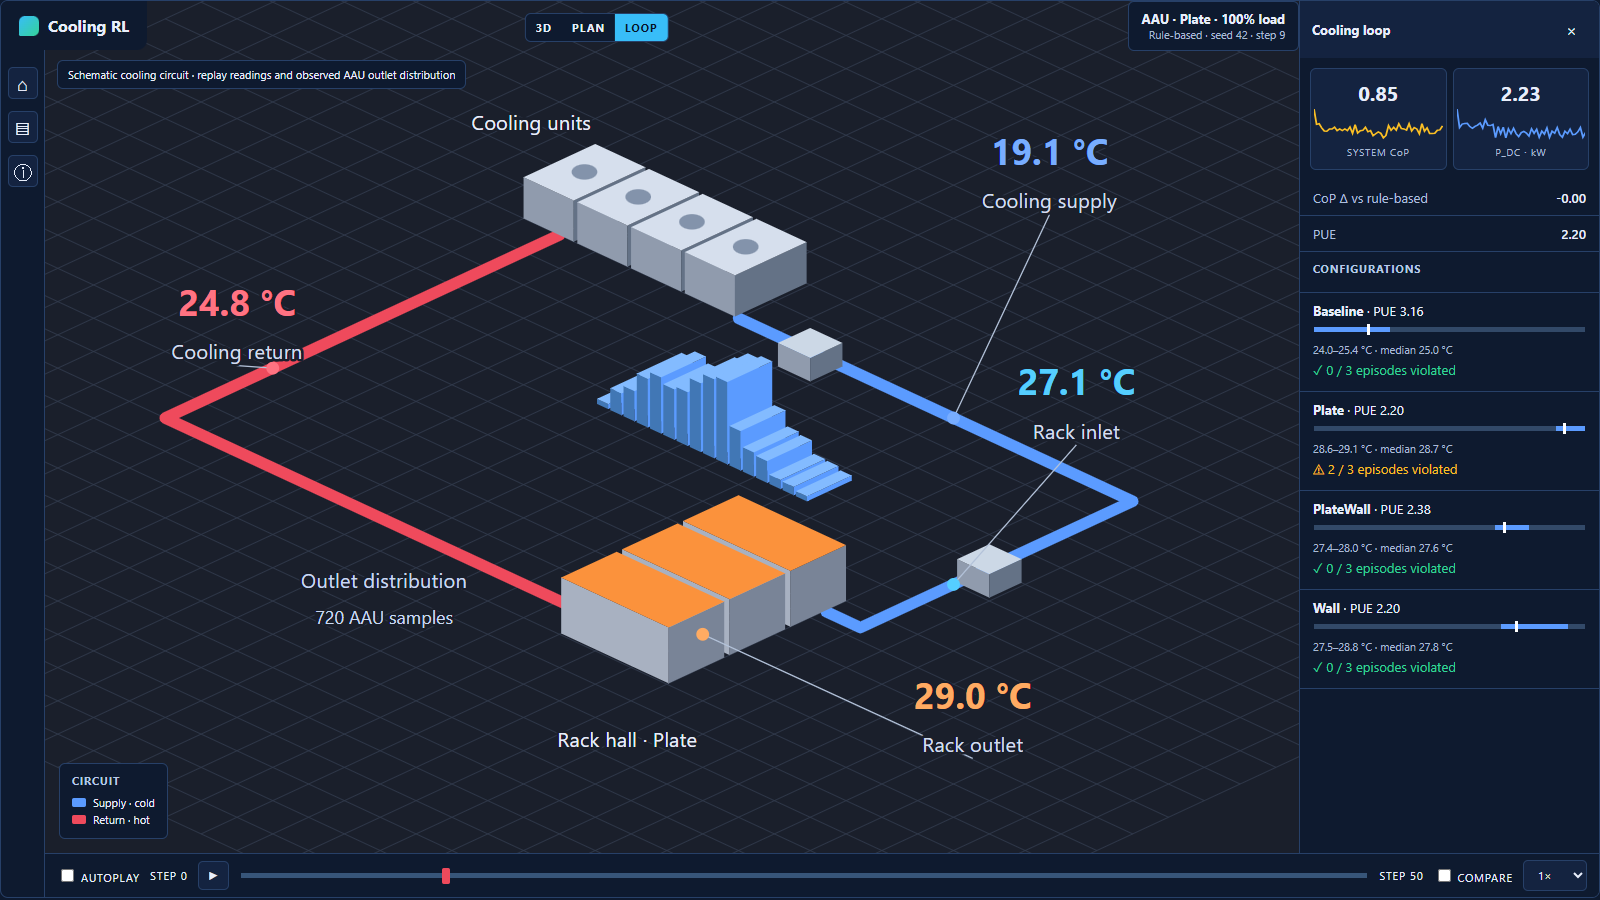 Cooling RL
3D PLAN LOOP
AAU · Plate · 100% load
Rule-based · seed 42 · step 9
Schematic cooling circuit · replay readings and observed AAU outlet distribution
Cooling units
19.1 °C
Cooling supply
24.8 °C
Cooling return
27.1 °C
Rack inlet
Outlet distribution
720 AAU samples
29.0 °C
Rack outlet
Rack hall · Plate
CIRCUIT
Supply · cold
Return · hot
AUTOPLAY STEP 0
STEP 50 COMPARE 1×
Cooling loop
0.85
SYSTEM CoP
2.23
P_DC · kW
CoP Δ vs rule-based -0.00
PUE 2.20
CONFIGURATIONS
Baseline · PUE 3.16
24.0–25.4 °C · median 25.0 °C
✓ 0 / 3 episodes violated
Plate · PUE 2.20
28.6–29.1 °C · median 28.7 °C
⚠ 2 / 3 episodes violated
PlateWall · PUE 2.38
27.4–28.0 °C · median 27.6 °C
✓ 0 / 3 episodes violated
Wall · PUE 2.20
27.5–28.8 °C · median 27.8 °C
✓ 0 / 3 episodes violated